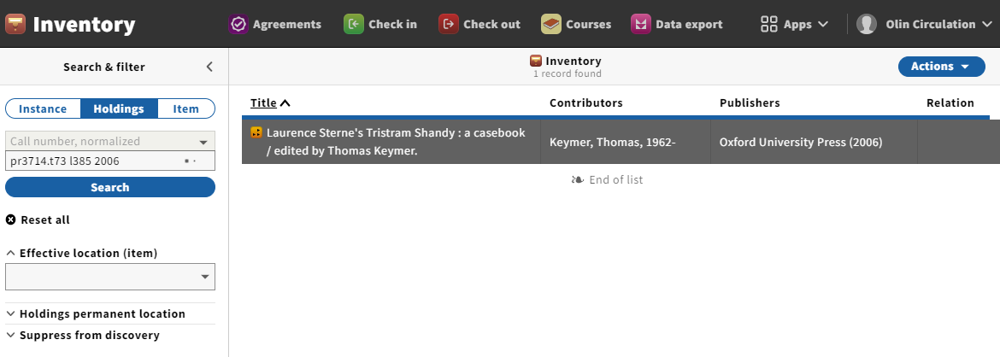 Inventory
Agreements
Check in
Check out
Courses
Data export
Apps
Olin Circulation
Search & filter
Inventory
1 record found
Actions
Instance
Holdings
Item
Call number, normalized
pr3714.t73 l385 2006
Search
Reset all
Effective location (item)
Holdings permanent location
Suppress from discovery
Title
Contributors
Publishers
Relation
Laurence Sterne's Tristram Shandy : a casebook
/ edited by Thomas Keymer.
Keymer, Thomas, 1962-
Oxford University Press (2006)
End of list